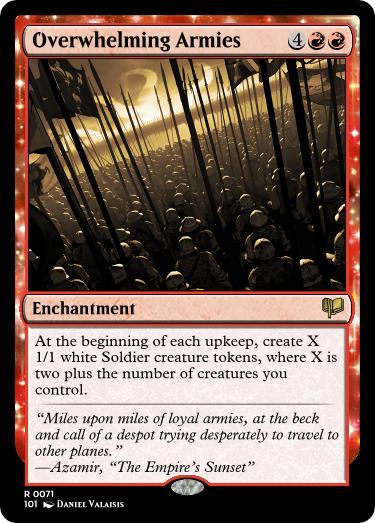 Overwhelming Armies 4
Enchantment
At the beginning of each upkeep, create X
1/1 white Soldier creature tokens, where X is
two plus the number of creatures you
control.
“Miles upon miles of loyal armies, at the beck
and call of a despot trying desperately to travel to
other planes.”
—Azamir, “The Empire’s Sunset”
R 0071
101 Daniel Valaisis